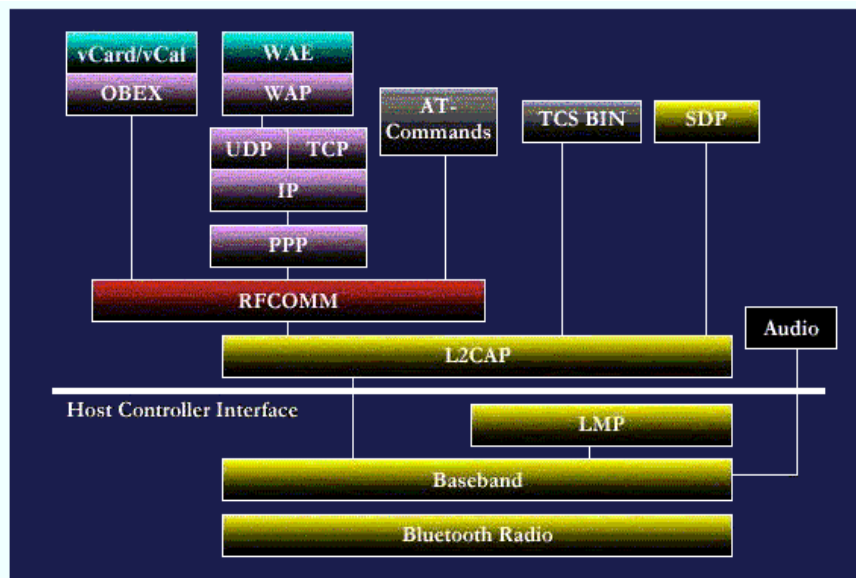 vCard/vCal
WAE
OBEX
WAP
AT-
Commands
TCS BIN
SDP
UDP
TCP
IP
PPP
RFCOMM
Audio
L2CAP
Host Controller Interface
LMP
Baseband
Bluetooth Radio